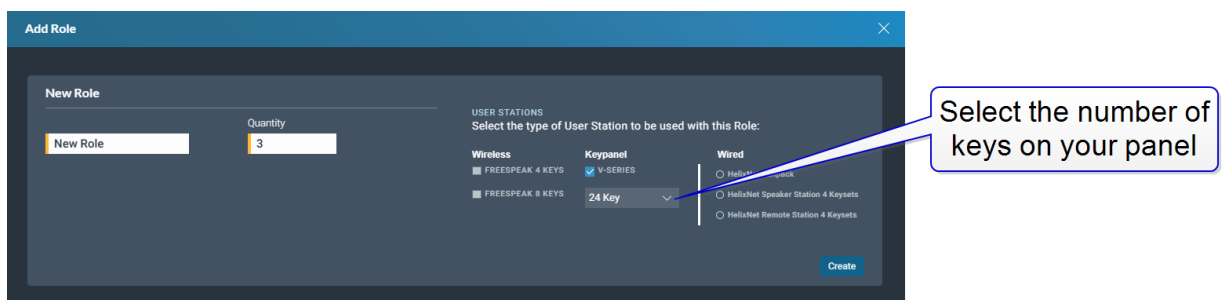 Add Role
New Role
New Role
Quantity
3
USER STATIONS
Select the type of User Station to be used with this Role:
Wireless
FREESPEAK 4 KEYS
FREESPEAK 8 KEYS
Keypanel
V-SERIES
24 Key
Wired
HelixNet
HelixNet Speaker Station 4 Keysets
HelixNet Remote Station 4 Keysets
Create
Select the number of
keys on your panel